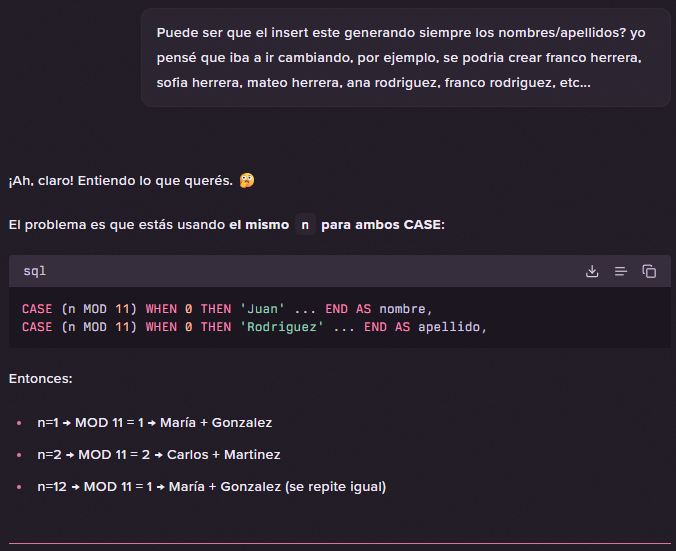 Puede ser que el insert este generando siempre los nombres/apellidos? yo
pensé que iba a ir cambiando, por ejemplo, se podria crear franco herrera,
sofia herrera, mateo herrera, ana rodriguez, franco rodriguez, etc...
¡Ah, claro! Entiendo lo que querés. 🤔
El problema es que estás usando el mismo n para ambos CASE:
sql
CASE (n MOD 11) WHEN 0 THEN 'Juan' ... END AS nombre,
CASE (n MOD 11) WHEN 0 THEN 'Rodriguez' ... END AS apellido,
Entonces:
• n=1 → MOD 11 = 1 → María + Gonzalez
• n=2 → MOD 11 = 2 → Carlos + Martinez
• n=12 → MOD 11 = 1 → María + Gonzalez (se repite igual)